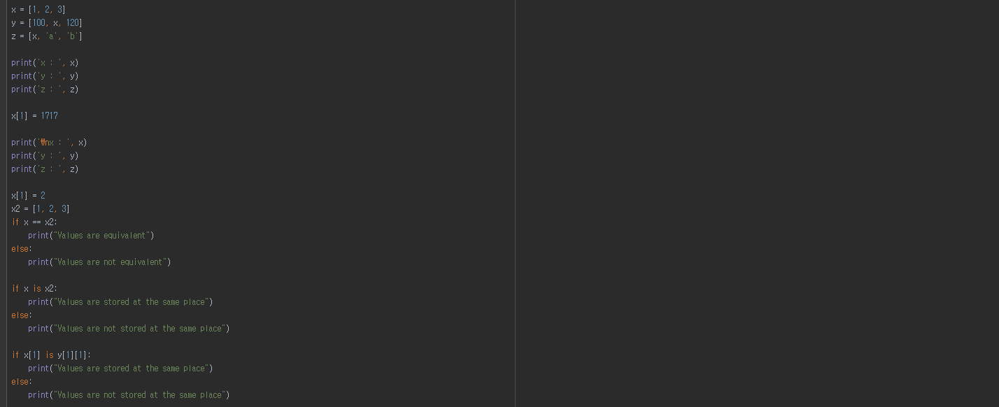 x = [1, 2, 3]
y = [100, x, 120]
z = [x, 'a', 'b']
print('x : ', x)
print('y : ', y)
print('z : ', z)
x[1] = 1717
print('₩nx : ', x)
print('y : ', y)
print('z : ', z)
x[1] = 2
x2 = [1, 2, 3]
if x == x2:
    print("Values are equivalent")
else:
    print("Values are not equivalent")
if x is x2:
    print("Values are stored at the same place")
else:
    print("Values are not stored at the same place")
if x[1] is y[1][1]:
    print("Values are stored at the same place")
else:
    print("Values are not stored at the same place")